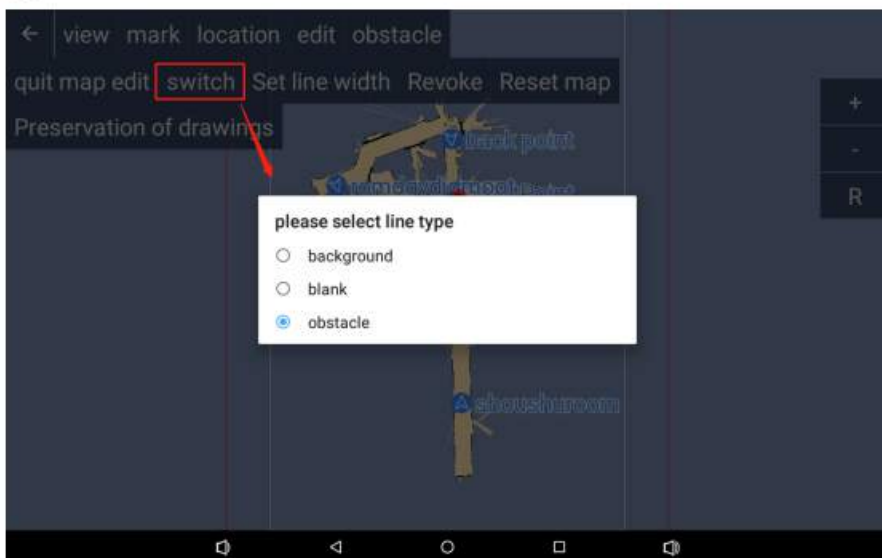 view mark location edit obstacle
quit map edit switch Set line width Revoke Reset map
Preservation of drawings
+
-
R
back point
Point
please select line type
background
blank
obstacle
shoushuroom